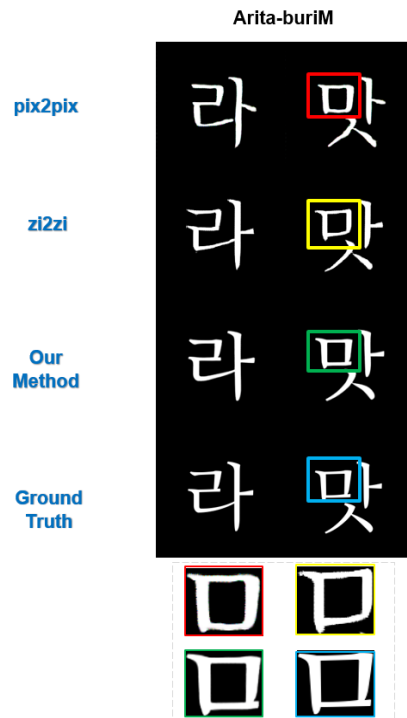 Arita-buriM
pix2pix
라 맛
zi2zi
라 맛
Our
Method
라 맛
Ground
Truth
라 맛
ㅁ ㅁ
ㅁ ㅁ